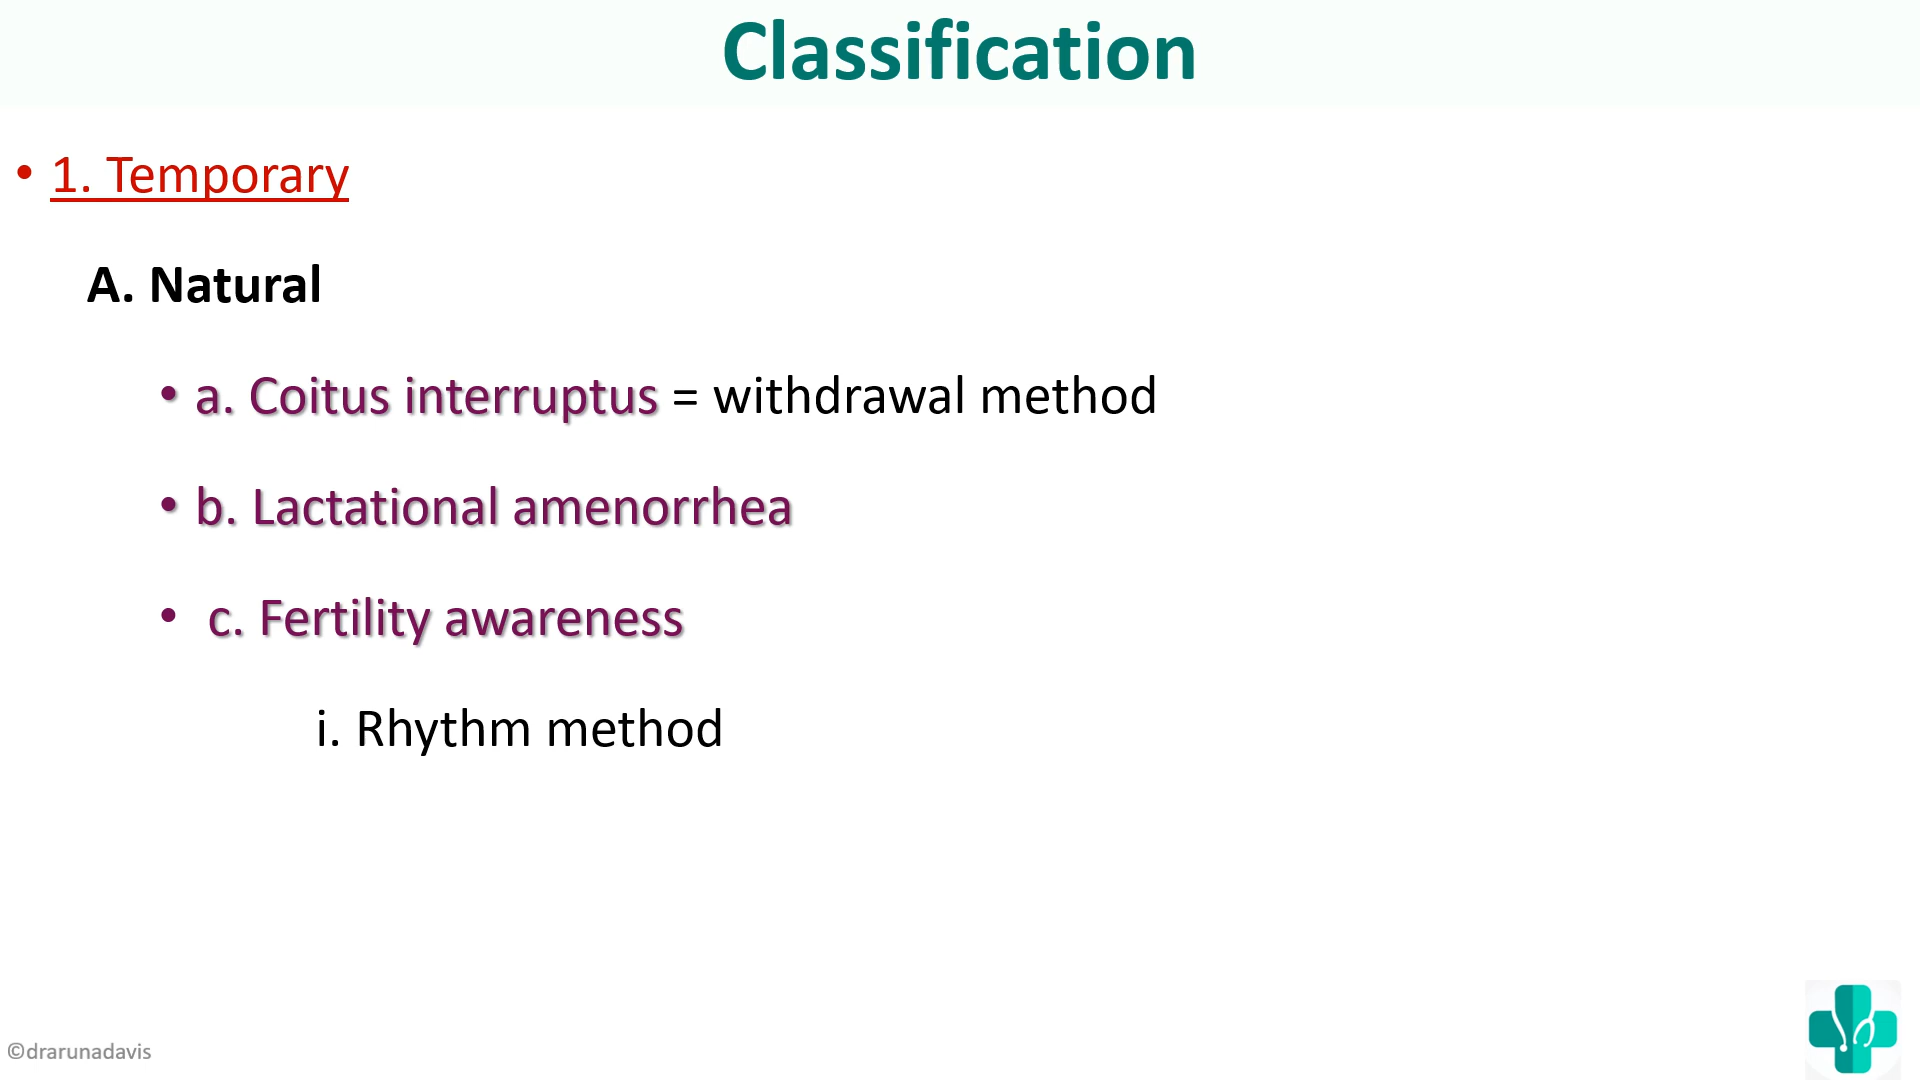 Classification
• 1. Temporary
A. Natural
• a. Coitus interruptus = withdrawal method
• b. Lactational amenorrhea
• c. Fertility awareness
i. Rhythm method
©drarunadavis